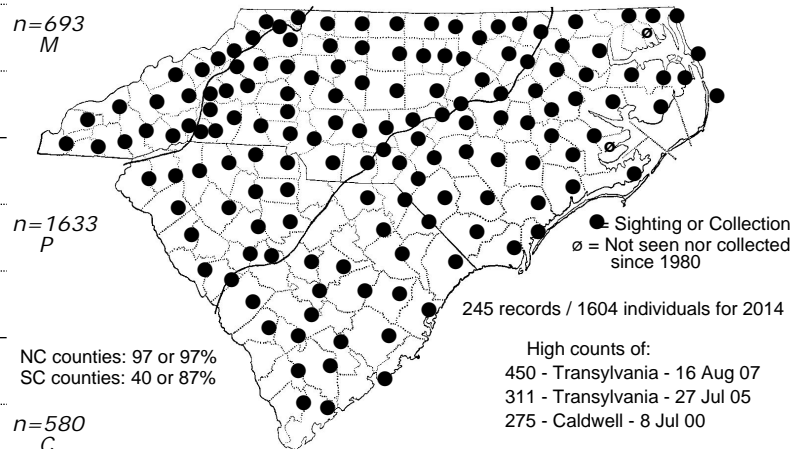 n=693
M
n=1633
P
n=580
C
ø
ø
= Sighting or Collection
ø = Not seen nor collected
since 1980
245 records / 1604 individuals for 2014
NC counties: 97 or 97%
SC counties: 40 or 87%
High counts of:
450 - Transylvania - 16 Aug 07
311 - Transylvania - 27 Jul 05
275 - Caldwell - 8 Jul 00